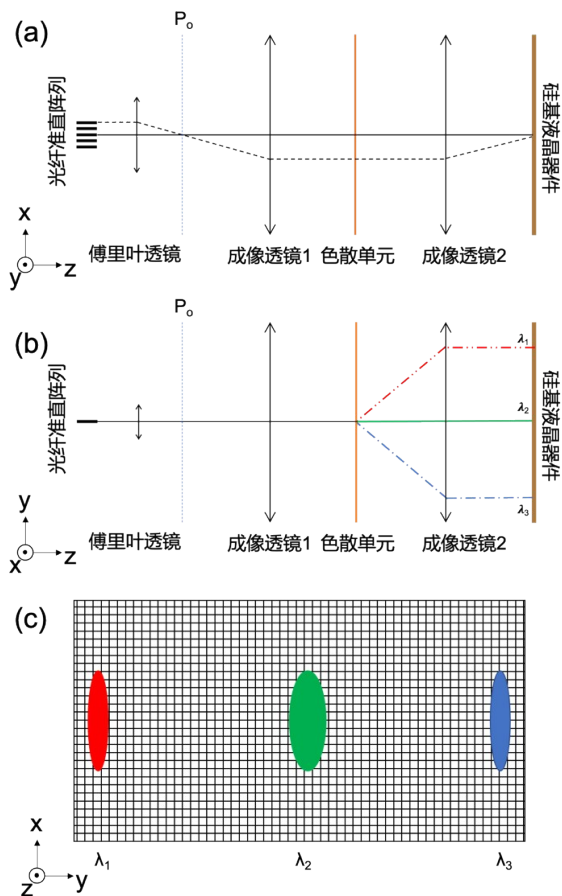 (a)
P₀
光纤准直阵列
硅基液晶器件
x
y
z
傅里叶透镜
成像透镜1
色散单元
成像透镜2
(b)
P₀
光纤准直阵列
λ₁
λ₂
λ₃
硅基液晶器件
y
x
z
傅里叶透镜
成像透镜1
色散单元
成像透镜2
(c)
x
z
y
λ₁
λ₂
λ₃